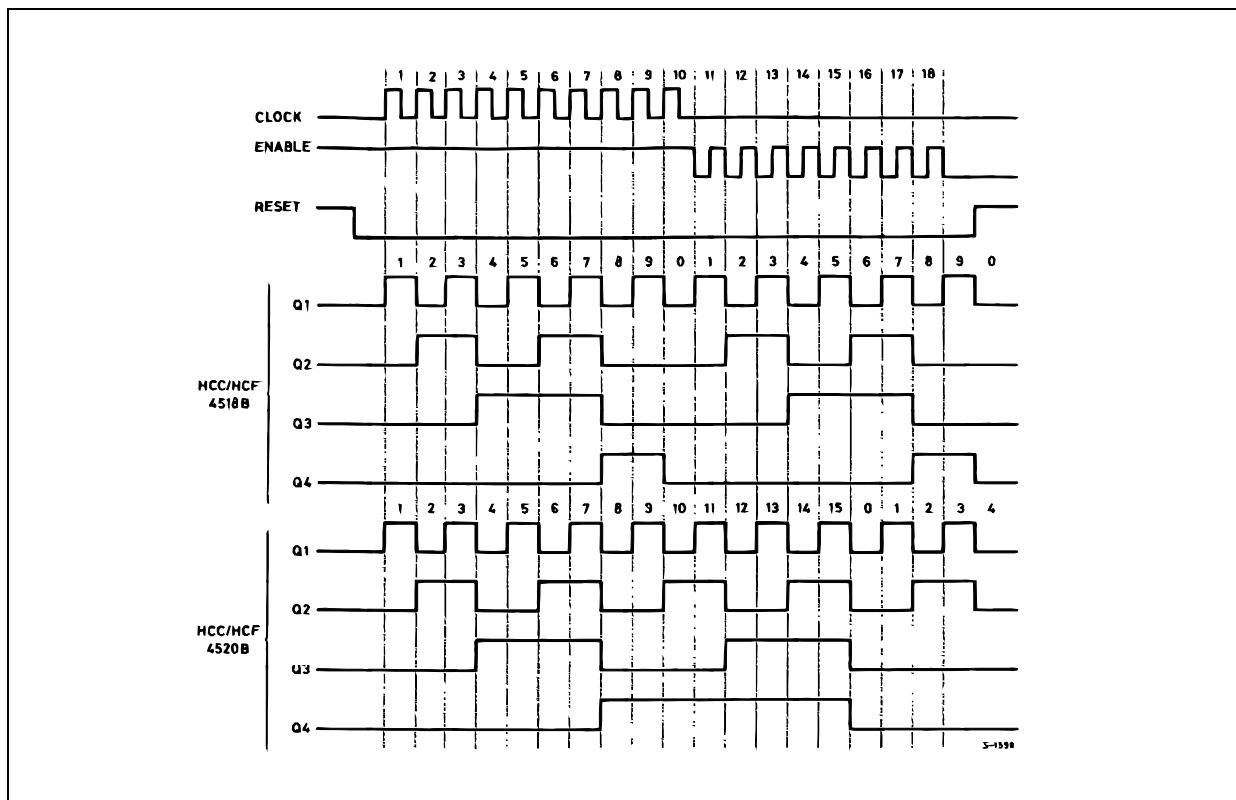 1 2 3 4 5 6 7 8 9 10 11 12 13 14 15 16 17 18
CLOCK
ENABLE
RESET
1 2 3 4 5 6 7 8 9 0 1 2 3 4 5 6 7 8 9 0
Q1
Q2
HCC/HCF
4518B
Q3
Q4
1 2 3 4 5 6 7 8 9 10 11 12 13 14 15 0 1 2 3 4
Q1
Q2
HCC/HCF
4520B
Q3
Q4
S-1598